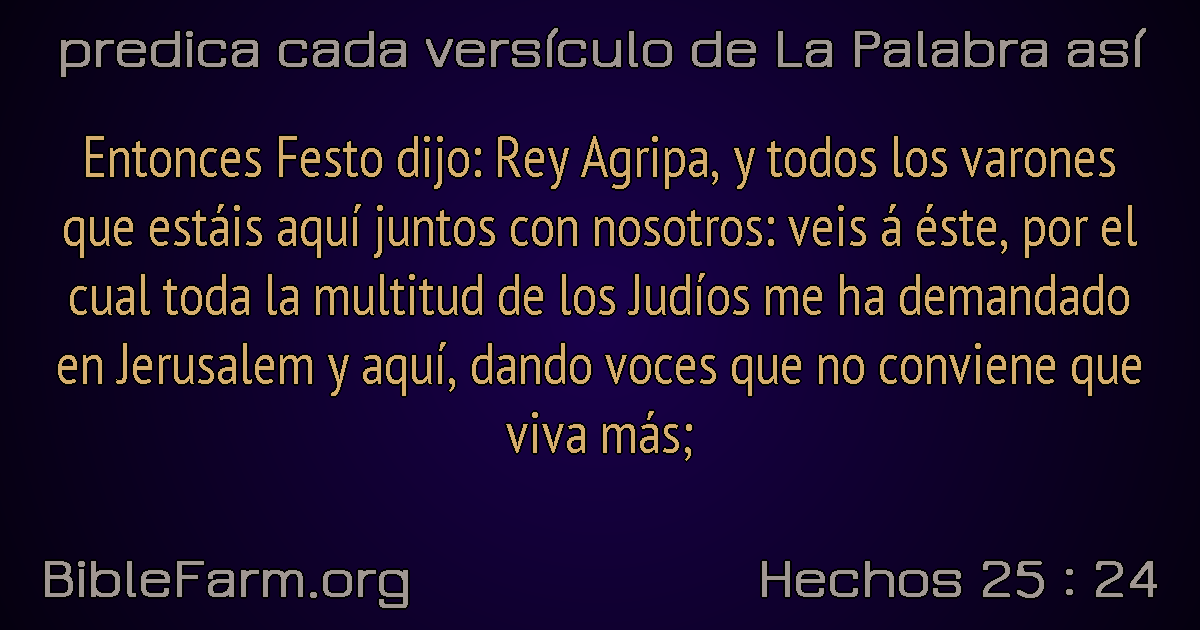 predica cada versículo de La Palabra así
Entonces Festo dijo: Rey Agripa, y todos los varones
que estáis aquí juntos con nosotros: veis á éste, por el
cual toda la multitud de los Judíos me ha demandado
en Jerusalem y aquí, dando voces que no conviene que
viva más;
BibleFarm.org
Hechos 25 : 24